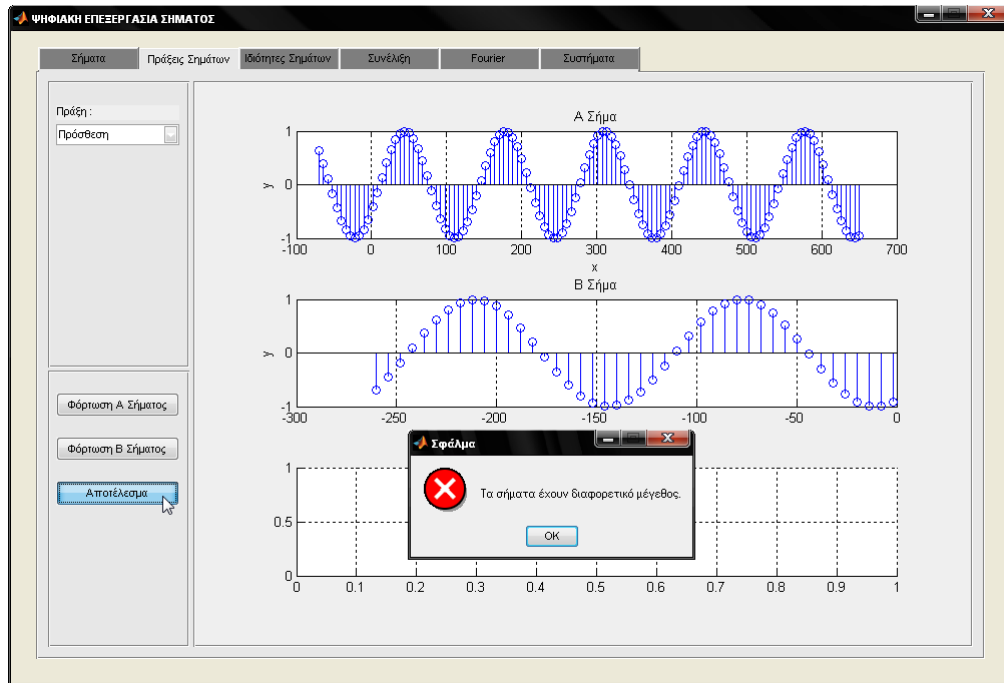 ΨΗΦΙΑΚΗ ΕΠΕΞΕΡΓΑΣΙΑ ΣΗΜΑΤΟΣ
Σήματα
Πράξεις Σημάτων
Ιδιότητες Σημάτων
Συνέλιξη
Fourier
Συστήματα
Πράξη :
Πρόσθεση
Φόρτωση Α Σήματος
Φόρτωση Β Σήματος
Αποτέλεσμα
Α Σήμα
1
0
-1
y
-100 0 100 200 300 400 500 600 700
x
Β Σήμα
1
0
-1
y
-300 -250 -200 -150 -100 -50 0
Σφάλμα
Τα σήματα έχουν διαφορετικό μέγεθος.
OK
1
0.5
0
0 0.1 0.2 0.3 0.4 0.5 0.6 0.7 0.8 0.9 1